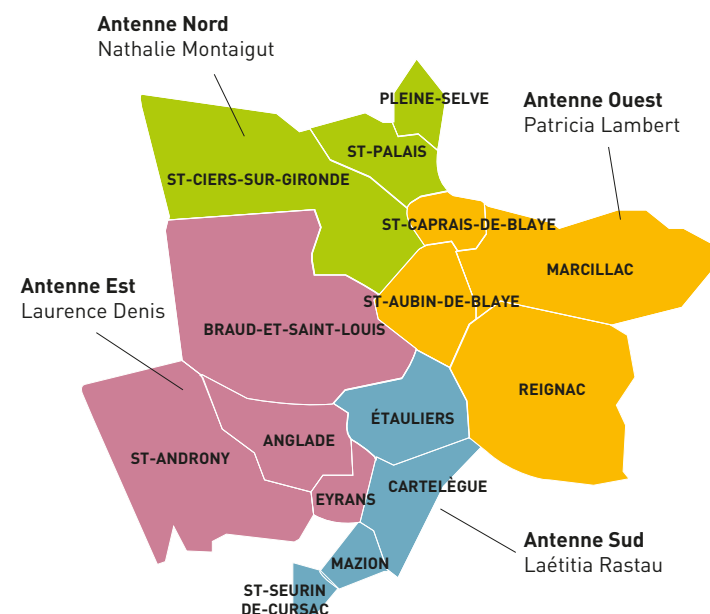 Antenne Nord
Nathalie Montaigut
PLEINE-SELVE
Antenne Ouest
Patricia Lambert
ST-PALAIS
ST-CIERS-SUR-GIRONDE
ST-CAPRAIS-DE-BLAYE
MARCILLAC
Antenne Est
Laurence Denis
ST-AUBIN-DE-BLAYE
BRAUD-ET-SAINT-LOUIS
REIGNAC
ÉTAULIERS
ANGLADE
ST-ANDRONY
CARTELÈGUE
EYRANS
Antenne Sud
Laétitia Rastau
MAZION
ST-SEURIN
DE-CURSAC